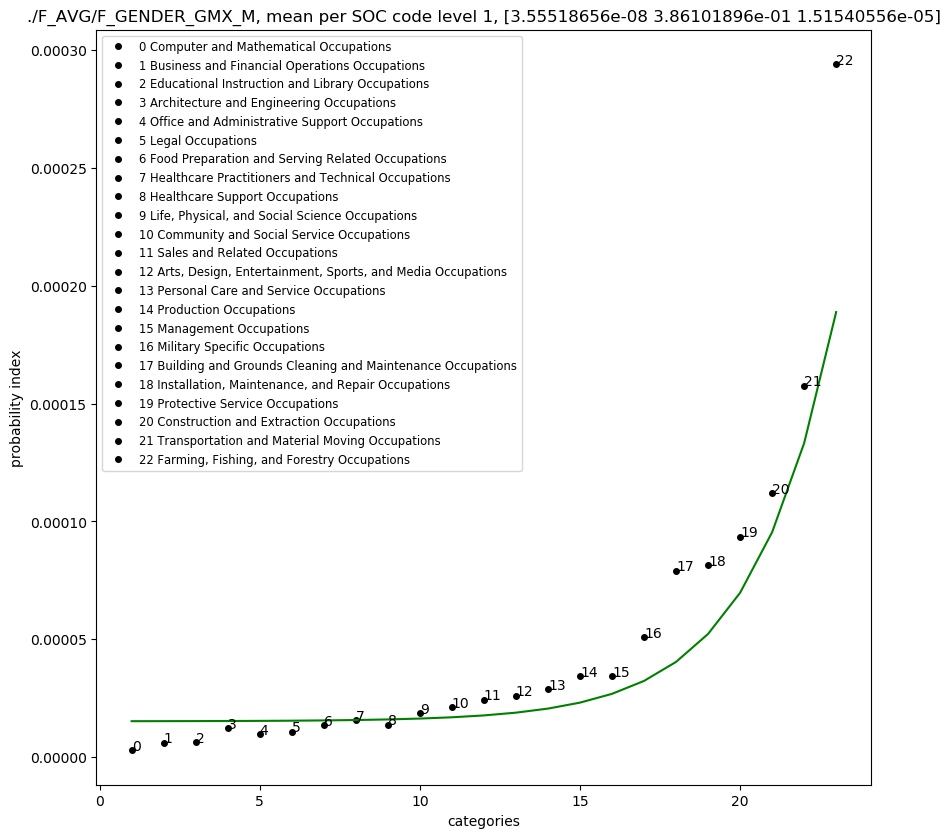 ./F_AVG/F_GENDER_GMX_M, mean per SOC code level 1, [3.55518656e-08 3.86101896e-01 1.51540556e-05]
0.00030
0.00025
0.00020
0.00015
0.00010
0.00005
0.00000
probability index
0 Computer and Mathematical Occupations
1 Business and Financial Operations Occupations
2 Educational Instruction and Library Occupations
3 Architecture and Engineering Occupations
4 Office and Administrative Support Occupations
5 Legal Occupations
6 Food Preparation and Serving Related Occupations
7 Healthcare Practitioners and Technical Occupations
8 Healthcare Support Occupations
9 Life, Physical, and Social Science Occupations
10 Community and Social Service Occupations
11 Sales and Related Occupations
12 Arts, Design, Entertainment, Sports, and Media Occupations
13 Personal Care and Service Occupations
14 Production Occupations
15 Management Occupations
16 Military Specific Occupations
17 Building and Grounds Cleaning and Maintenance Occupations
18 Installation, Maintenance, and Repair Occupations
19 Protective Service Occupations
20 Construction and Extraction Occupations
21 Transportation and Material Moving Occupations
22 Farming, Fishing, and Forestry Occupations
0
1
2
3
4
5
6
7
8
9
10
11
12
13
14
15
16
17
18
19
20
21
22
0
5
10
15
20
categories